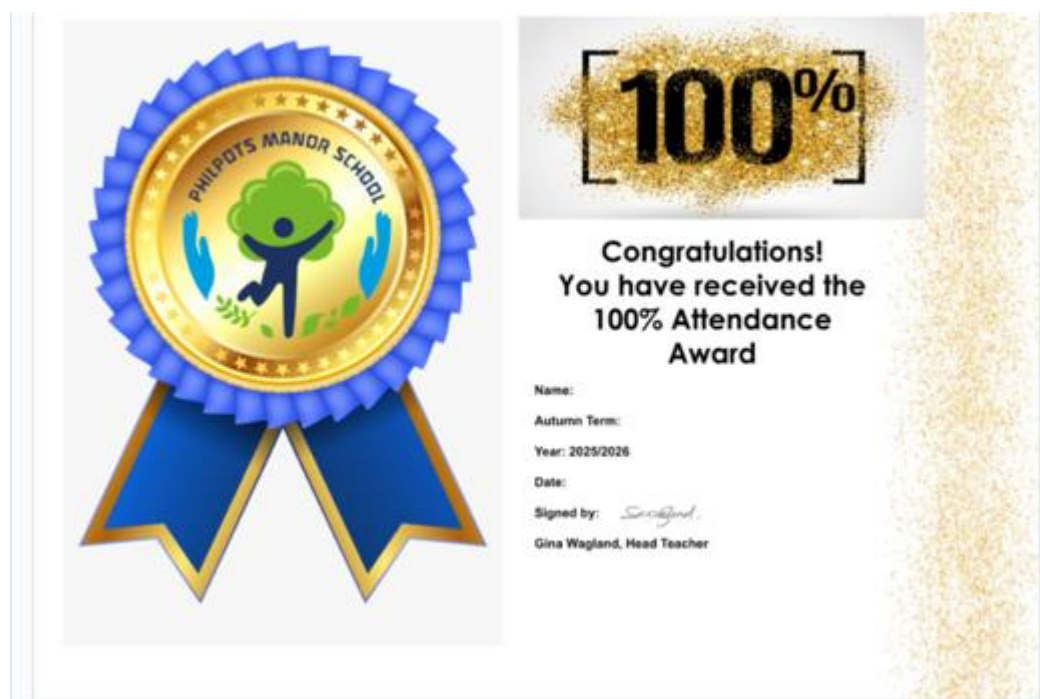 PHILPOTS MANOR SCHOOL
100%
Congratulations!
You have received the
100% Attendance
Award
Name:
Autumn Term:
Year: 2025/2026
Date:
Signed by:
Gina Wagland, Head Teacher